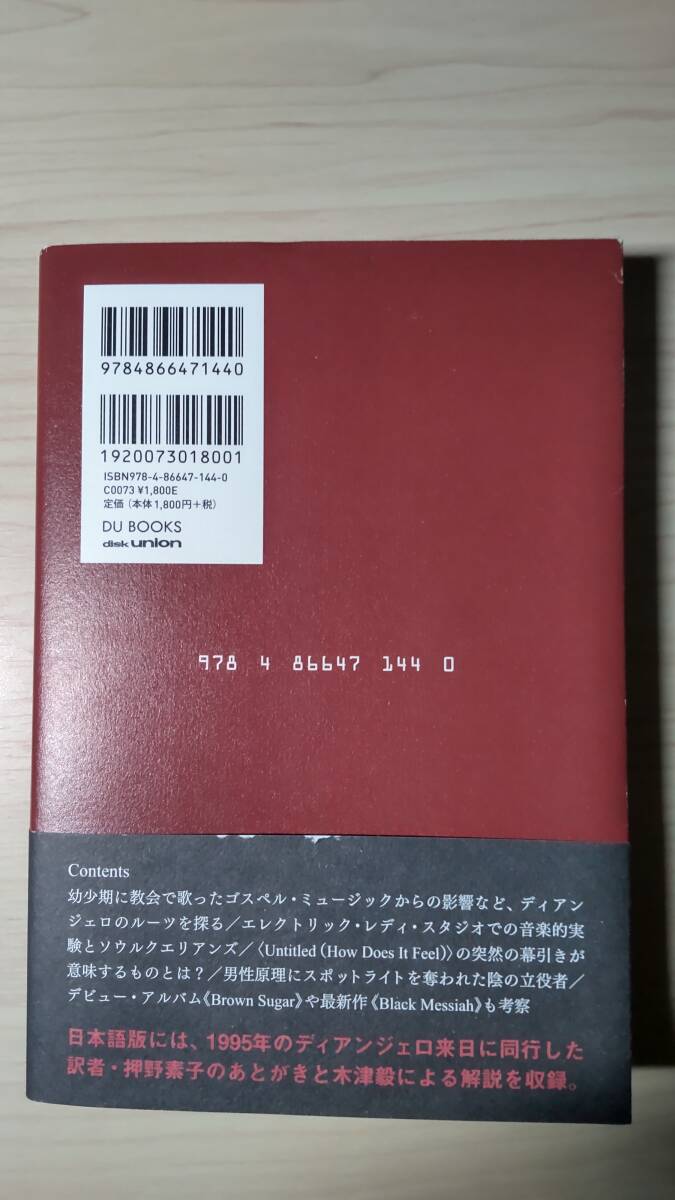 9784866471440
1920073018001
ISBN978-4-86647-144-0
C0073 ¥1,800E
定価（本体1,800円+税）
DU BOOKS
disk union
978 4 86647 144 0
Contents
幼少期に教会で歌ったゴスペル・ミュージックからの影響など、ディアン
ジェロのルーツを探る／エレクトリック・レディ・スタジオでの音楽的実
験とソウルクエリアンズ／〈Untitled（How Does It Feel）〉の突然の幕引きが
意味するものとは？／男性原理にスポットライトを奪われた陰の立役者／
デビュー・アルバム《Brown Sugar》や最新作《Black Messiah》も考察
日本語版には、1995年のディアンジェロ来日に同行した
訳者・押野素子のあとがきと木津毅による解説を収録。